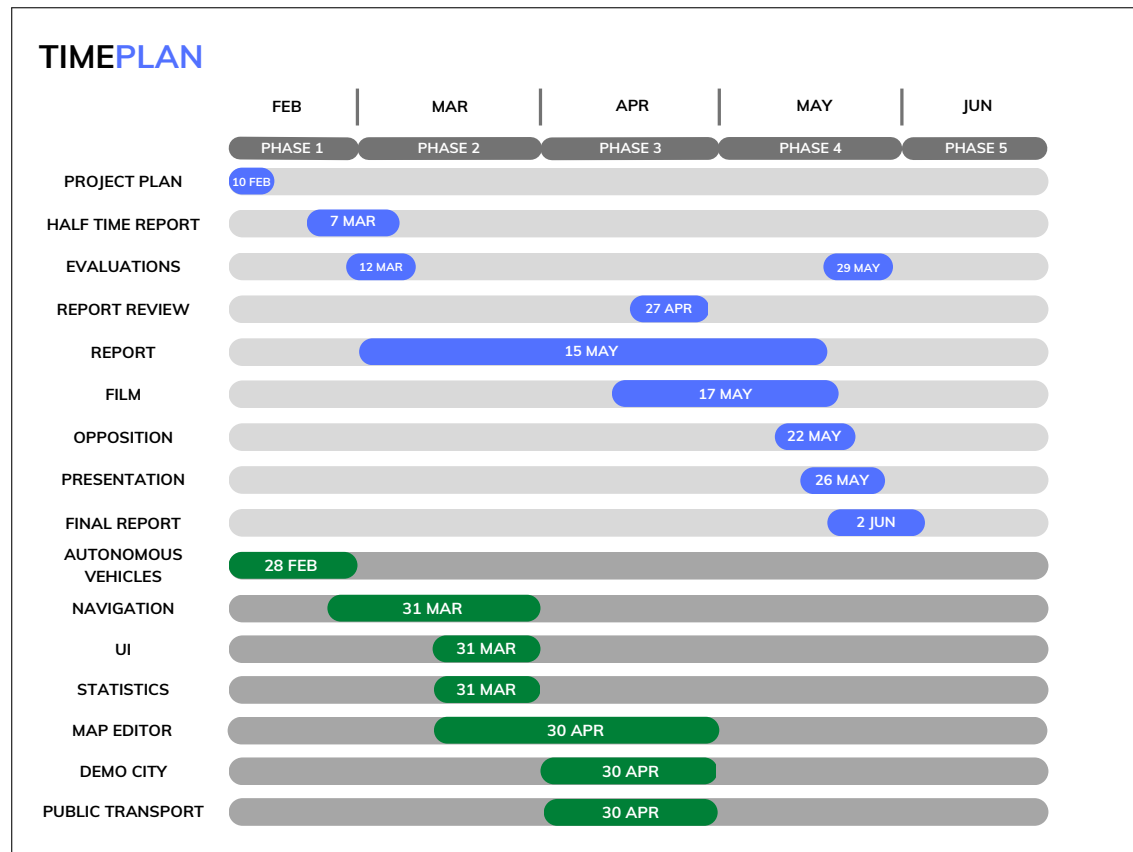 TIMEPLAN
FEB MAR APR MAY JUN
PHASE 1 PHASE 2 PHASE 3 PHASE 4 PHASE 5
PROJECT PLAN 10 FEB
HALF TIME REPORT 7 MAR
EVALUATIONS 12 MAR 29 MAY
REPORT REVIEW 27 APR
REPORT 15 MAY
FILM 17 MAY
OPPOSITION 22 MAY
PRESENTATION 26 MAY
FINAL REPORT 2 JUN
AUTONOMOUS
VEHICLES 28 FEB
NAVIGATION 31 MAR
UI 31 MAR
STATISTICS 31 MAR
MAP EDITOR 30 APR
DEMO CITY 30 APR
PUBLIC TRANSPORT 30 APR